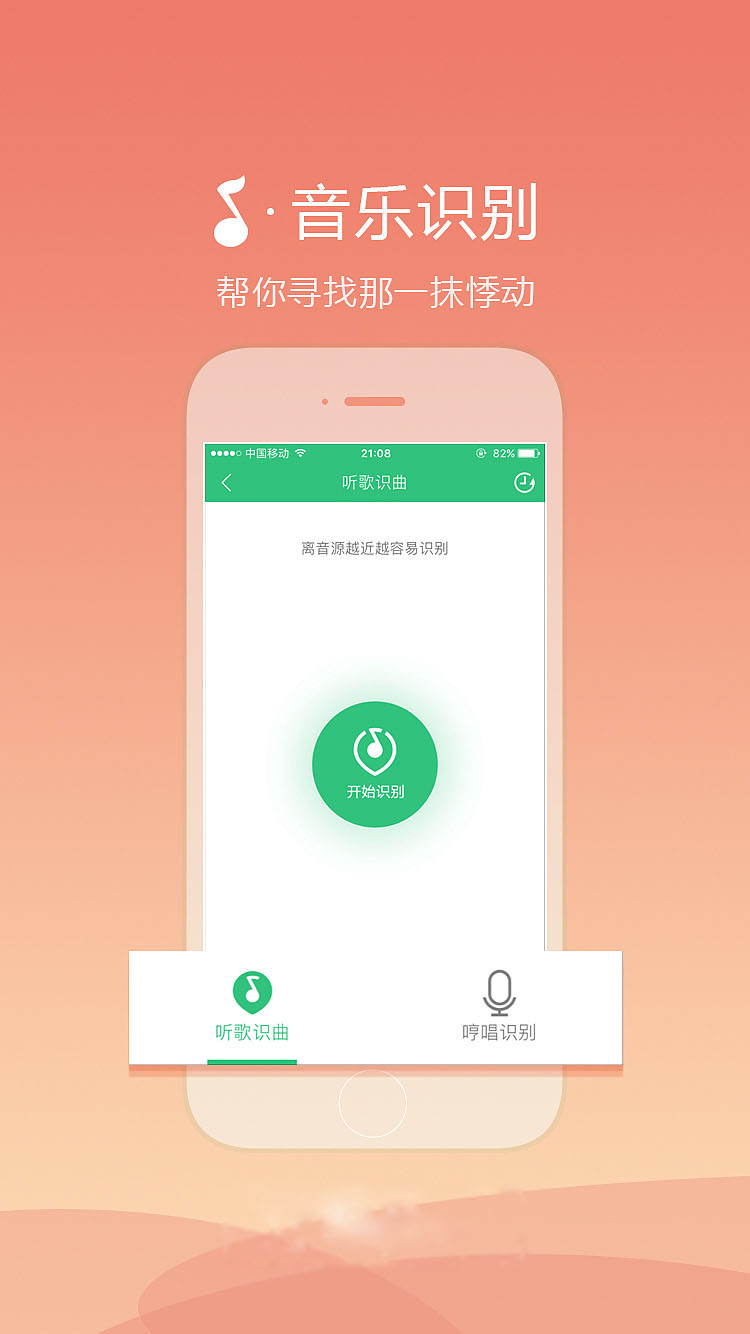 ·音乐识别
帮你寻找那一抹悸动
中国移动 21:08 82%
听歌识曲
离音源越近越容易识别
开始识别
听歌识曲 哼唱识别